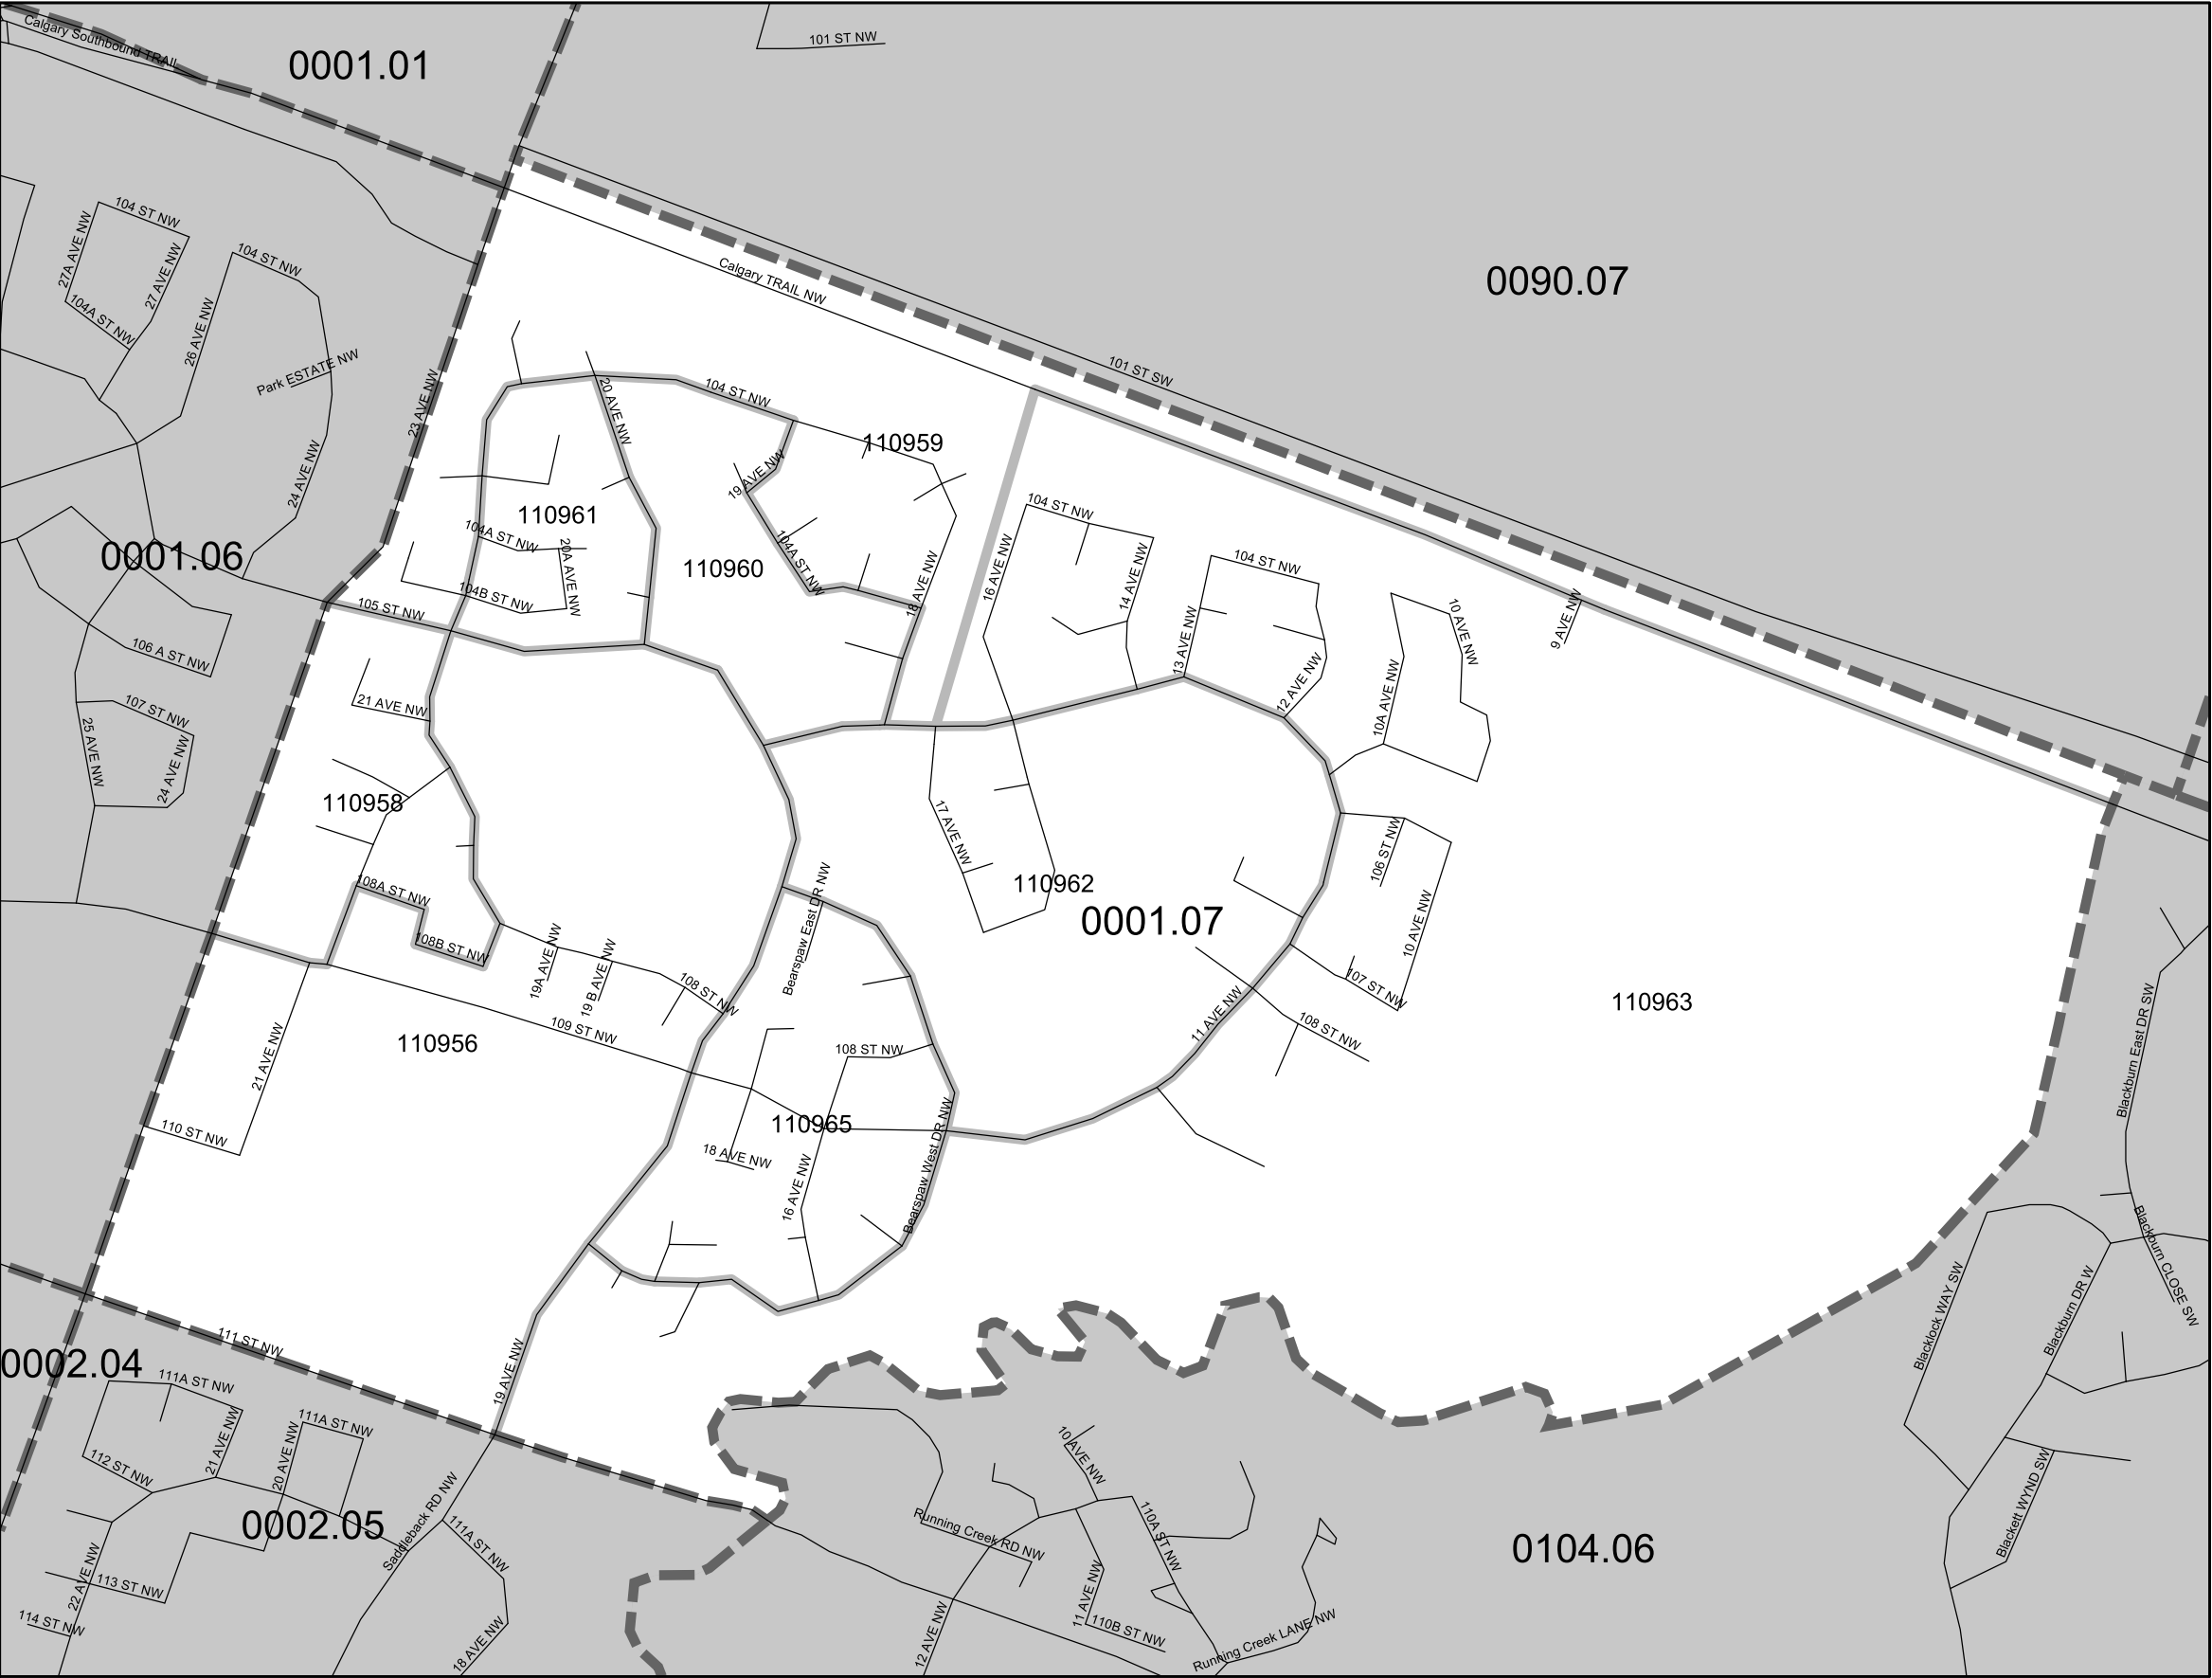 Calgary Southbound TRAIL
0001.01
101 ST NW
104 ST NW
27A AVE NW
27 AVE NW
104A ST NW
104 ST NW
26 AVE NW
Park ESTATE NW
24 AVE NW
23 AVE NW
0001.06
106 A ST NW
107 ST NW
25 AVE NW
24 AVE NW
Calgary TRAIL NW
101 ST SW
0090.07
20 AVE NW
104 ST NW
110959
19 AVE NW
110961
104A ST NW
20A AVE NW
104B ST NW
110960
104A ST NW
18 AVE NW
105 ST NW
104 ST NW
16 AVE NW
14 AVE NW
104 ST NW
13 AVE NW
12 AVE NW
10 AVE NW
10A AVE NW
9 AVE NW
21 AVE NW
110958
108A ST NW
108B ST NW
19A AVE NW
19 B AVE NW
108 ST NW
109 ST NW
110956
21 AVE NW
110 ST NW
Bearspaw East DR NW
17 AVE NW
110962
0001.07
106 ST NW
10 AVE NW
107 ST NW
11 AVE NW
108 ST NW
110963
108 ST NW
110965
18 AVE NW
16 AVE NW
Bearspaw West DR NW
Blackburn East DR SW
Blackburn CLOSE SW
Blacklock WAY SW
Blackburn DR W
Blackett WYND SW
111 ST NW
19 AVE NW
0002.04
111A ST NW
111A ST NW
21 AVE NW
20 AVE NW
112 ST NW
0002.05
Saddleback RD NW
111A ST NW
22 AVE NW
113 ST NW
114 ST NW
18 AVE NW
10 AVE NW
Running Creek RD NW
110A ST NW
11 AVE NW
110B ST NW
12 AVE NW
Running Creek LANE NW
0104.06